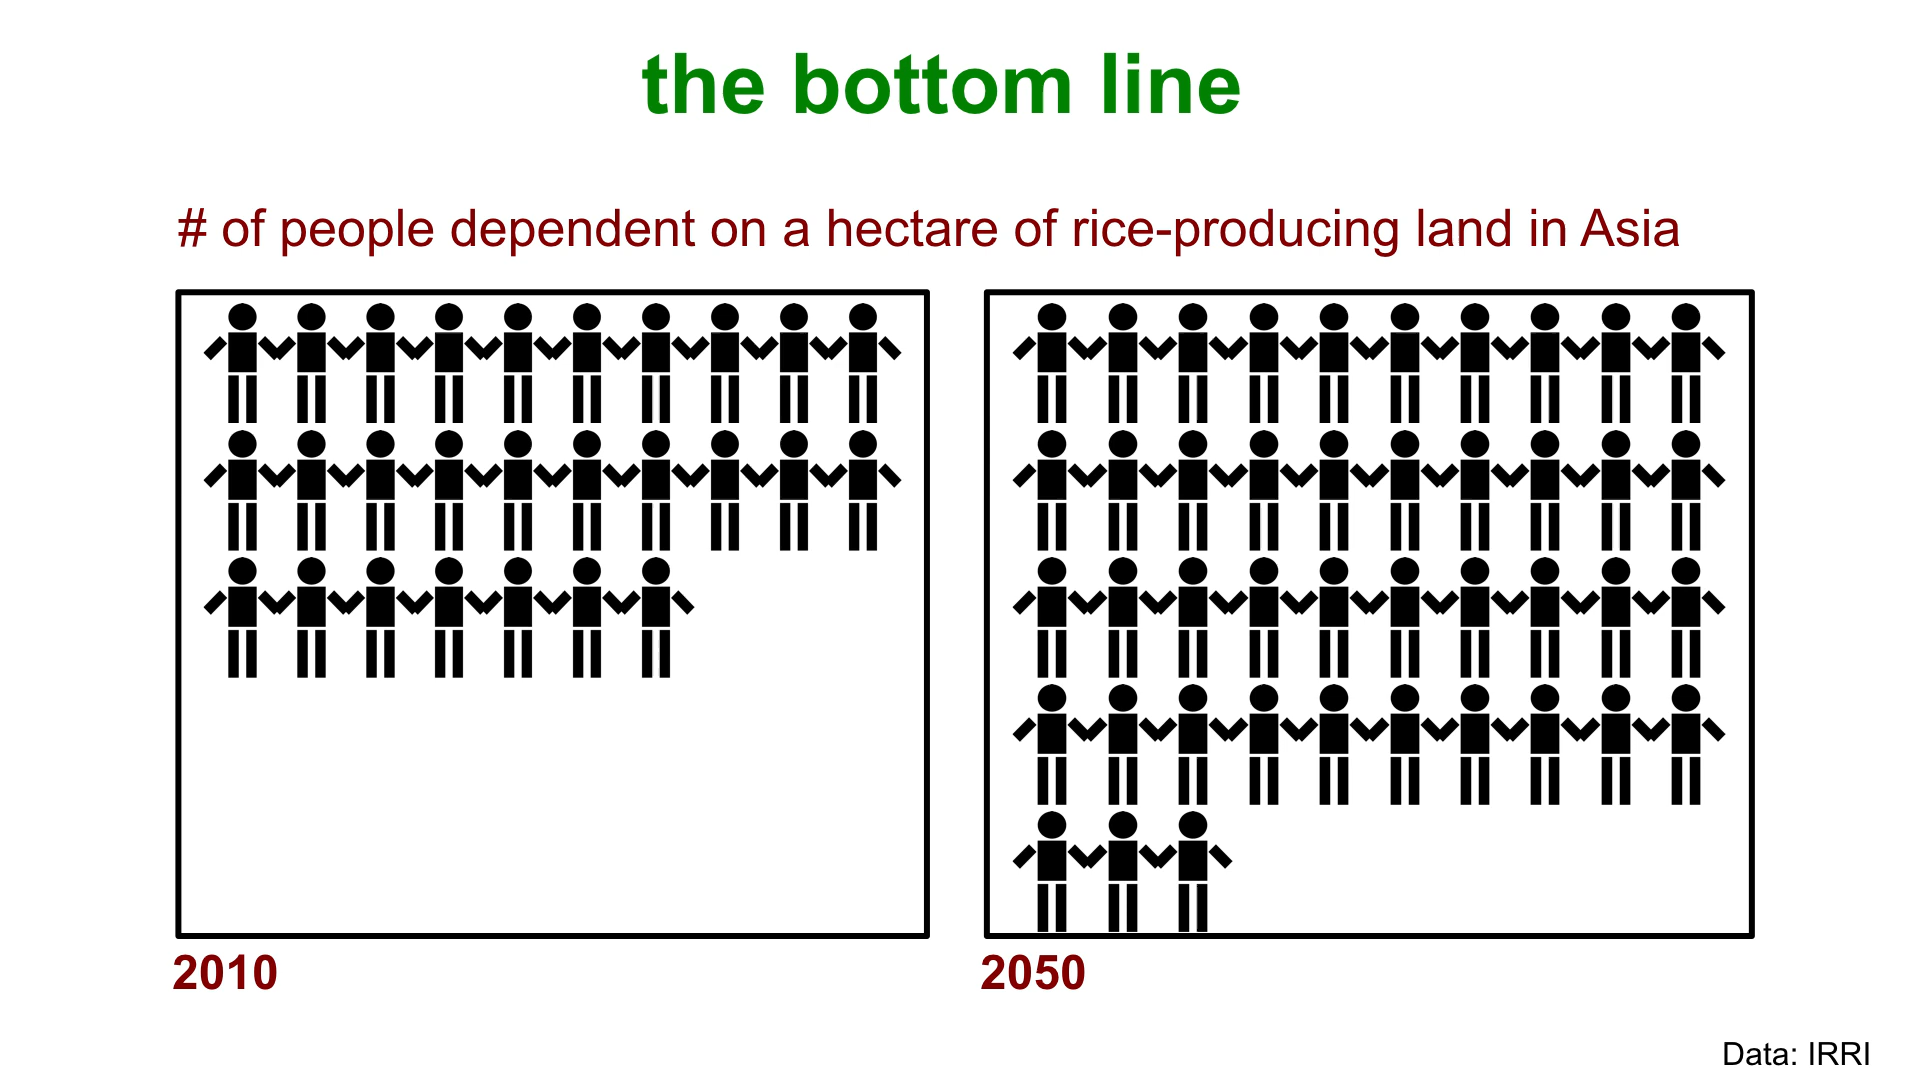 the bottom line
# of people dependent on a hectare of rice-producing land in Asia
2010
2050
Data: IRRI